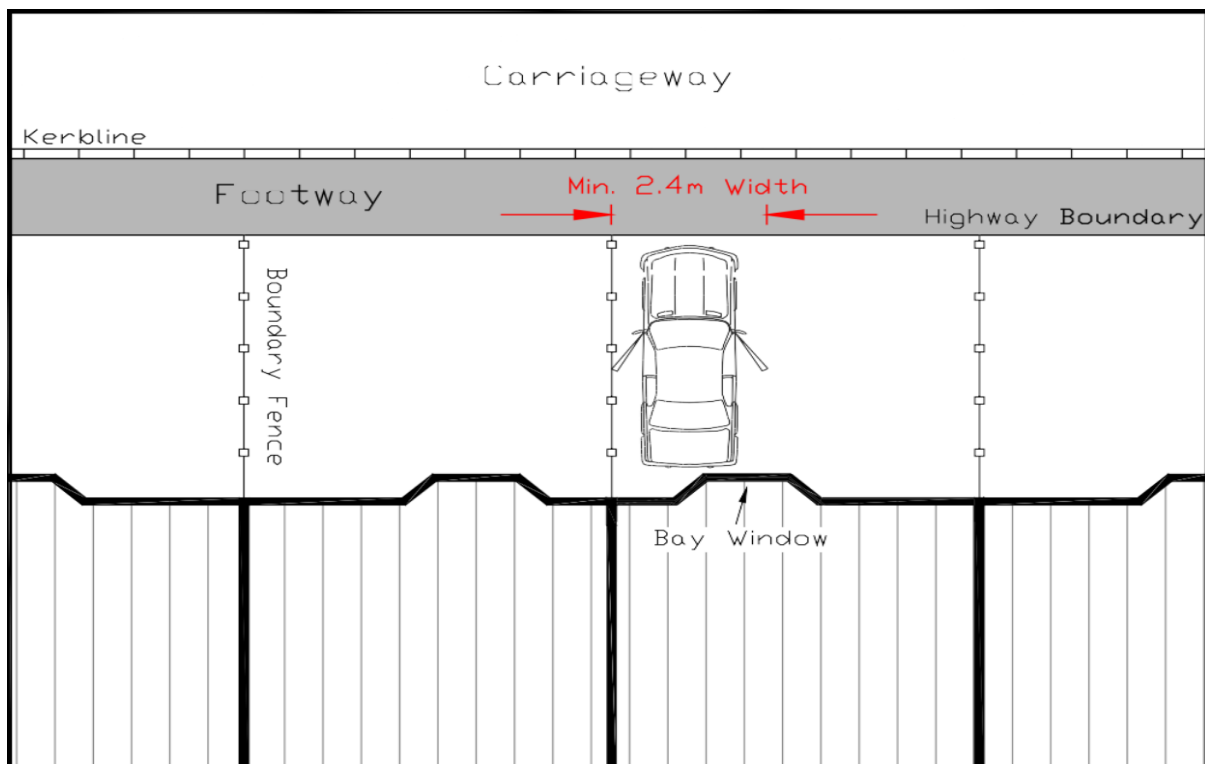 Carriageway
Kerbline
Footway
Min. 2.4m Width
Highway Boundary
Boundary Fence
Bay Window